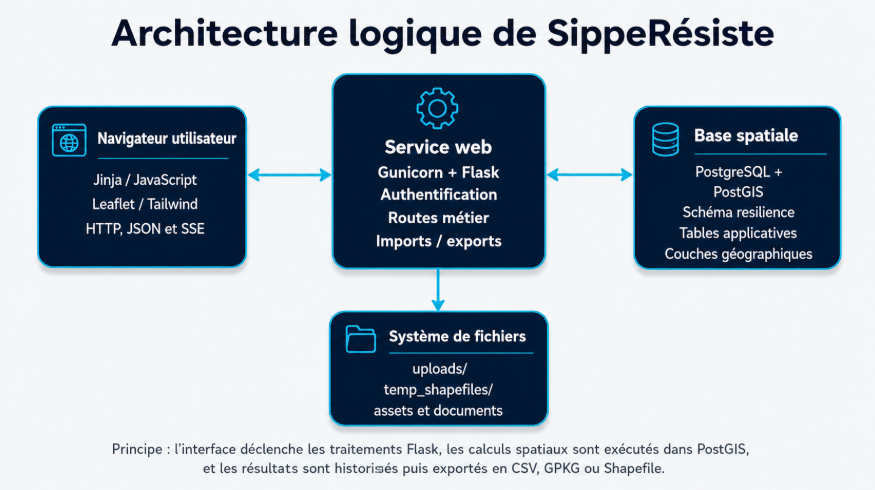 Architecture logique de SippeRésiste
Navigateur utilisateur
Jinja / JavaScript
Leaflet / Tailwind
HTTP, JSON et SSE
Service web
Gunicorn + Flask
Authentification
Routes métier
Imports / exports
Base spatiale
PostgreSQL +
PostGIS
Schéma resilience
Tables applicatives
Couches géographiques
Système de fichiers
uploads/
temp_shapefiles/
assets et documents
Principe : l'interface déclenche les traitements Flask, les calculs spatiaux sont exécutés dans PostGIS,
et les résultats sont historisés puis exportés en CSV, GPKG ou Shapefile.